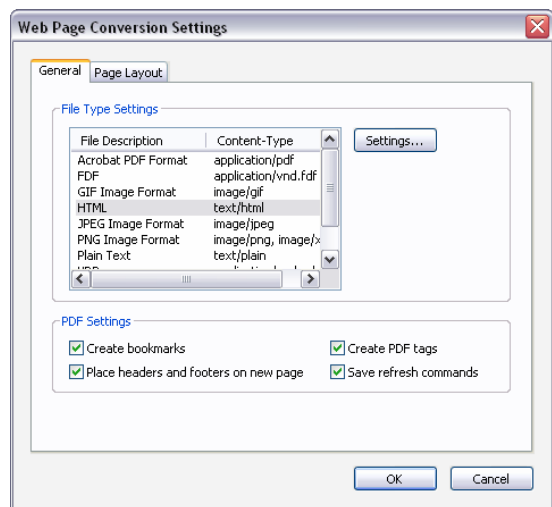 Web Page Conversion Settings
General Page Layout
File Type Settings
File Description Content-Type Settings...
Acrobat PDF Format application/pdf
FDF application/vnd.fdf
GIF Image Format image/gif
HTML text/html
JPEG Image Format image/jpeg
PNG Image Format image/png, image/x
Plain Text text/plain
PDF Settings
Create bookmarks Create PDF tags
Place headers and footers on new page Save refresh commands
OK Cancel